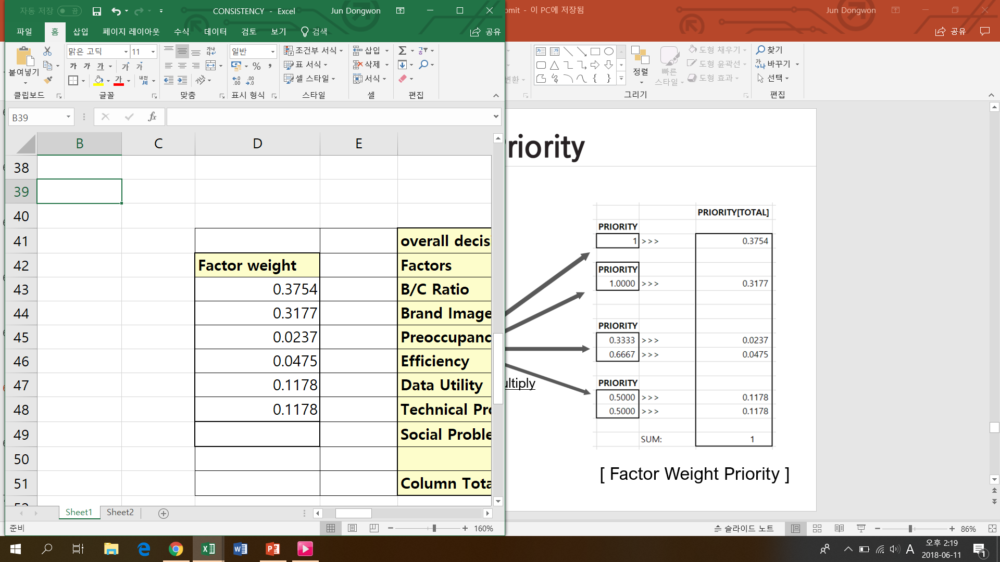 자동 저장 끔
CONSISTENCY - Excel
Jun Dongwon
파일 홈 삽입 페이지 레이아웃 수식 데이터 검토 보기 검색 공유
붙여넣기
맑은 고딕 11
가 가 가 가 가
가 내천
일반
% ,
조건부 서식
표 서식
셀 스타일
삽입
삭제
서식
클립보드 글꼴 맞춤 표시 형식 스타일 셀 편집
B39 fx
B C D E
38
39
40
41 overall decis
42 Factor weight Factors
43 0.3754 B/C Ratio
44 0.3177 Brand Image
45 0.0237 Preoccupanc
46 0.0475 Efficiency
47 0.1178 Data Utility
48 0.1178 Technical Pro
49 Social Proble
50
51 Column Tota
52
Sheet1 Sheet2
준비 160%
omit - 이 PC에 저장됨
Jun Dongwon
공유
변환
정렬
빠른
스타일
도형 채우기
도형 윤곽선
도형 효과
찾기
바꾸기
선택
그리기 편집
riority
PRIORITY[TOTAL]
PRIORITY
1 >>> 0.3754
PRIORITY
1.0000 >>> 0.3177
PRIORITY
0.3333 >>> 0.0237
0.6667 >>> 0.0475
ultiply
PRIORITY
0.5000 >>> 0.1178
0.5000 >>> 0.1178
SUM: 1
[ Factor Weight Priority ]
슬라이드 노트 86%
A
오후 2:19
2018-06-11
1